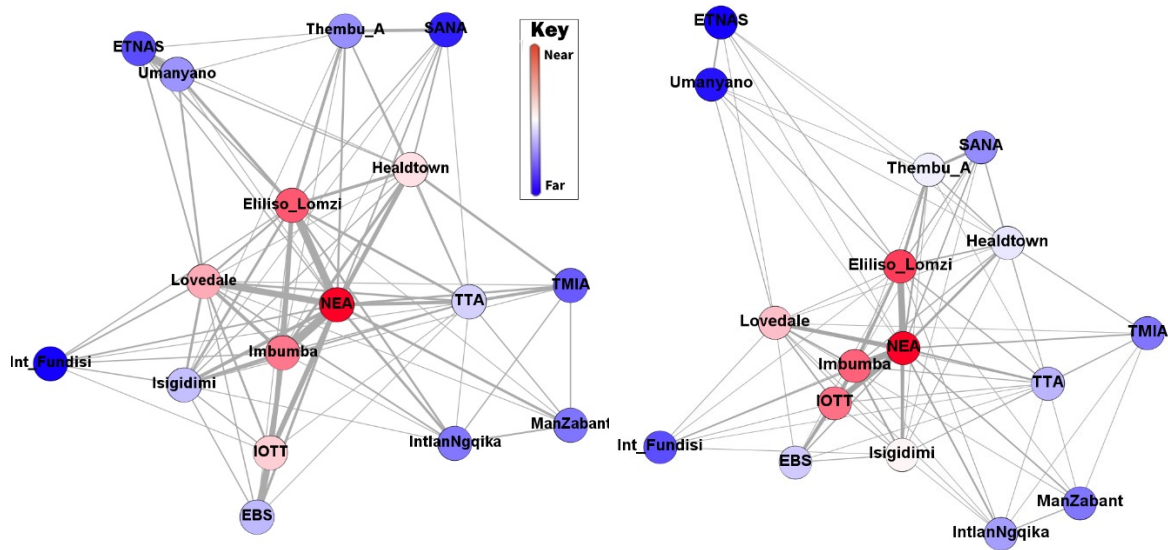 Thembu_A
SANA
ETNAS
Umanyano
Key
Near
Far
Healdtown
Eliliso_Lomzi
Lovedale
NEA
TTA
TMIA
Imbumba
Int_Fundisi
Isigidimi
IOTT
IntlanNgqika
ManZabant
EBS
ETNAS
Umanyano
SANA
Thembu_A
Healdtown
Eliliso_Lomzi
Lovedale
NEA
TMIA
Imbumba
TTA
IOTT
Int_Fundisi
EBS
Isigidimi
ManZabant
IntlanNgqika